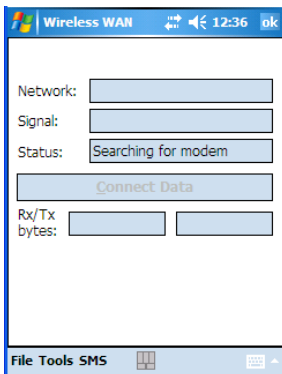 Wireless WAN 12:36 ok
Network:
Signal:
Status: Searching for modem
Connect Data
Rx/Tx
bytes:
File Tools SMS